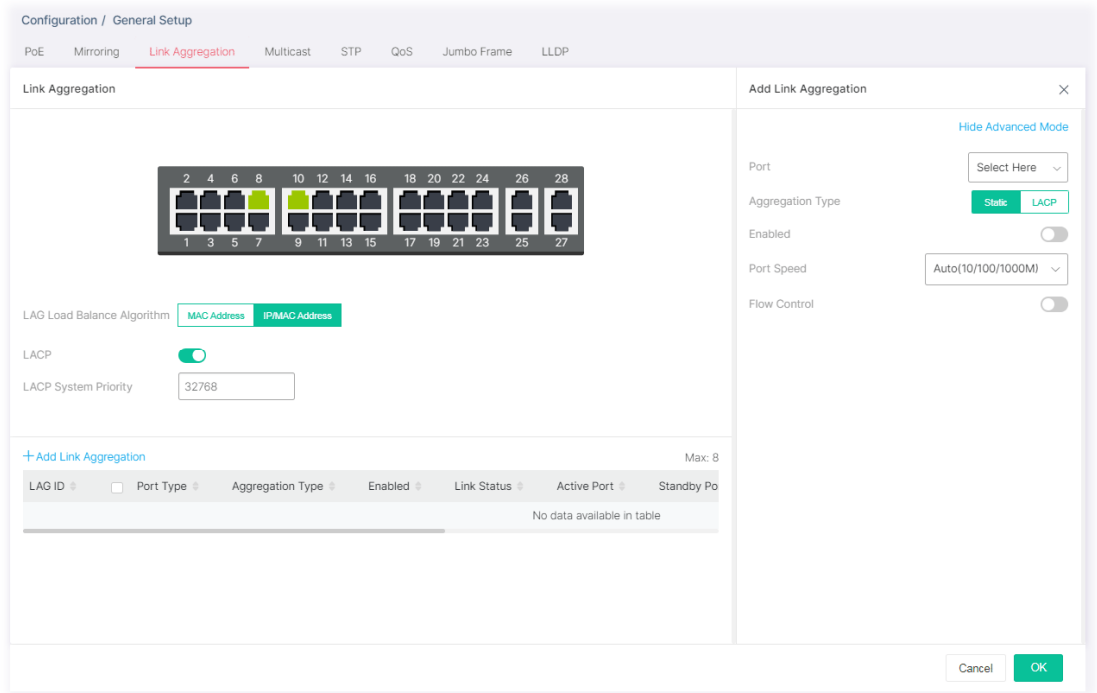 Configuration / General Setup
PoE Mirroring Link Aggregation Multicast STP QoS Jumbo Frame LLDP
Link Aggregation
2 4 6 8 10 12 14 16 18 20 22 24 26 28
1 3 5 7 9 11 13 15 17 19 21 23 25 27
LAG Load Balance Algorithm MAC Address IP/MAC Address
LACP
LACP System Priority 32768
+Add Link Aggregation Max: 8
LAG ID Port Type Aggregation Type Enabled Link Status Active Port Standby Po
No data available in table
Add Link Aggregation
Hide Advanced Mode
Port Select Here
Aggregation Type Static LACP
Enabled
Port Speed Auto(10/100/1000M)
Flow Control
Cancel OK